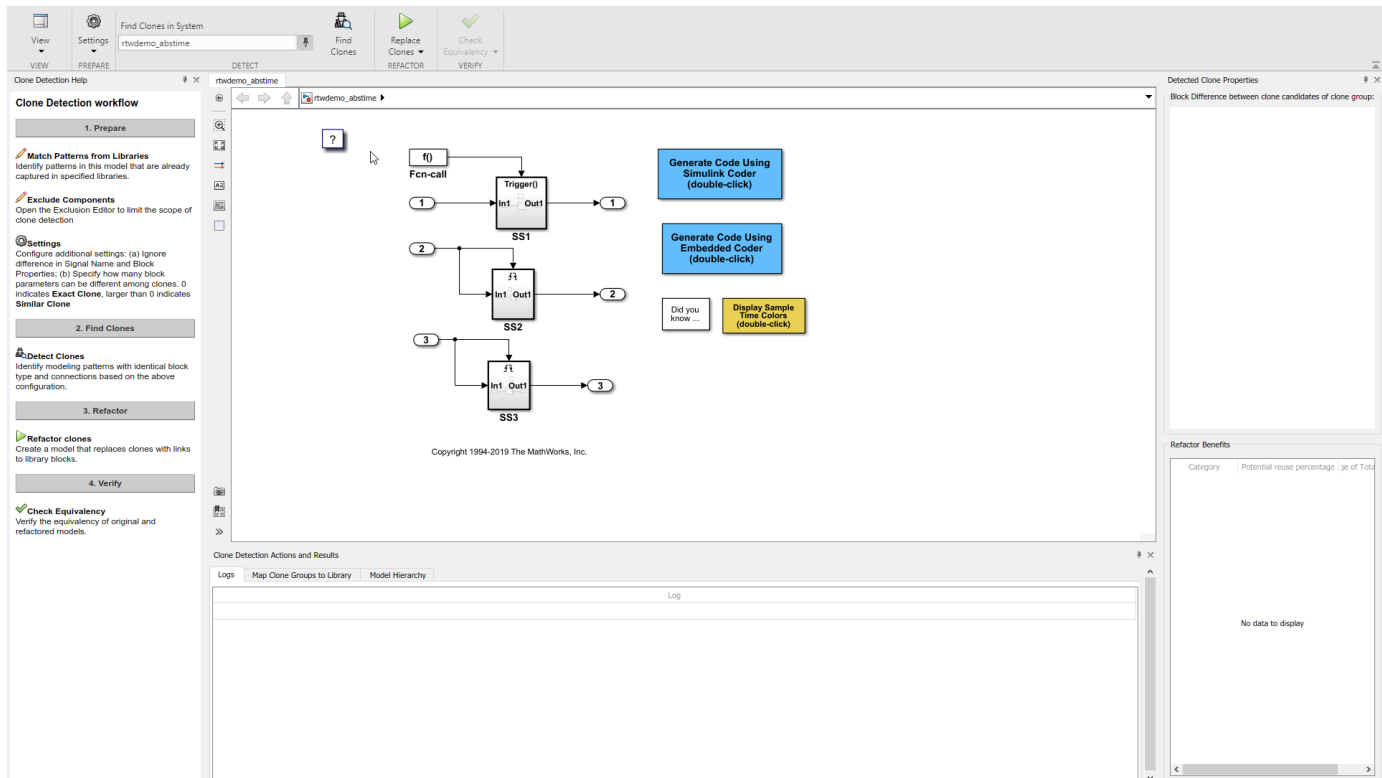 View
Settings
Find Clones in System
rtwdemo_abstime
Find
Clones
Replace
Clones
Check
Equivalency
VIEW
PREPARE
DETECT
REFACTOR
VERIFY
Clone Detection Help
Clone Detection workflow
1. Prepare
Match Patterns from Libraries
Identify patterns in this model that are already
captured in specified libraries.
Exclude Components
Open the Exclusion Editor to limit the scope of
clone detection
Settings
Configure additional settings: (a) Ignore
difference in Signal Name and Block
Properties; (b) Specify how many block
parameters can be different among clones. 0
indicates Exact Clone, larger than 0 indicates
Similar Clone
2. Find Clones
Detect Clones
Identify modeling patterns with identical block
type and connections based on the above
configuration.
3. Refactor
Refactor clones
Create a model that replaces clones with links
to library blocks.
4. Verify
Check Equivalency
Verify the equivalency of original and
refactored models.
rtwdemo_abstime
rtwdemo_abstime
?
f()
Fcn-call
Trigger()
1
In1 Out1
1
SS1
2
In1 Out1
2
SS2
3
In1 Out1
3
SS3
Generate Code Using
Simulink Coder
(double-click)
Generate Code Using
Embedded Coder
(double-click)
Did you
know ...
Display Sample
Time Colors
(double-click)
Copyright 1994-2019 The MathWorks, Inc.
Clone Detection Actions and Results
Logs
Map Clone Groups to Library
Model Hierarchy
Log
Detected Clone Properties
Block Difference between clone candidates of clone group:
Refactor Benefits
Category
Potential reuse percentage
ge of Tota
No data to display